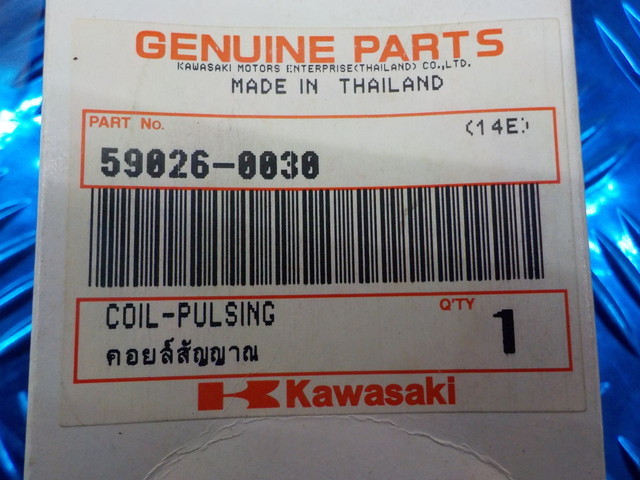 GENUINE PARTS
KAWASAKI MOTORS ENTERPRISE(THAILAND) CO.,LTD.
MADE IN THAILAND
PART No.
(14E)
59026-0030
COIL-PULSING
Q'TY
1
คอยล์สัญญาณ
Kawasaki